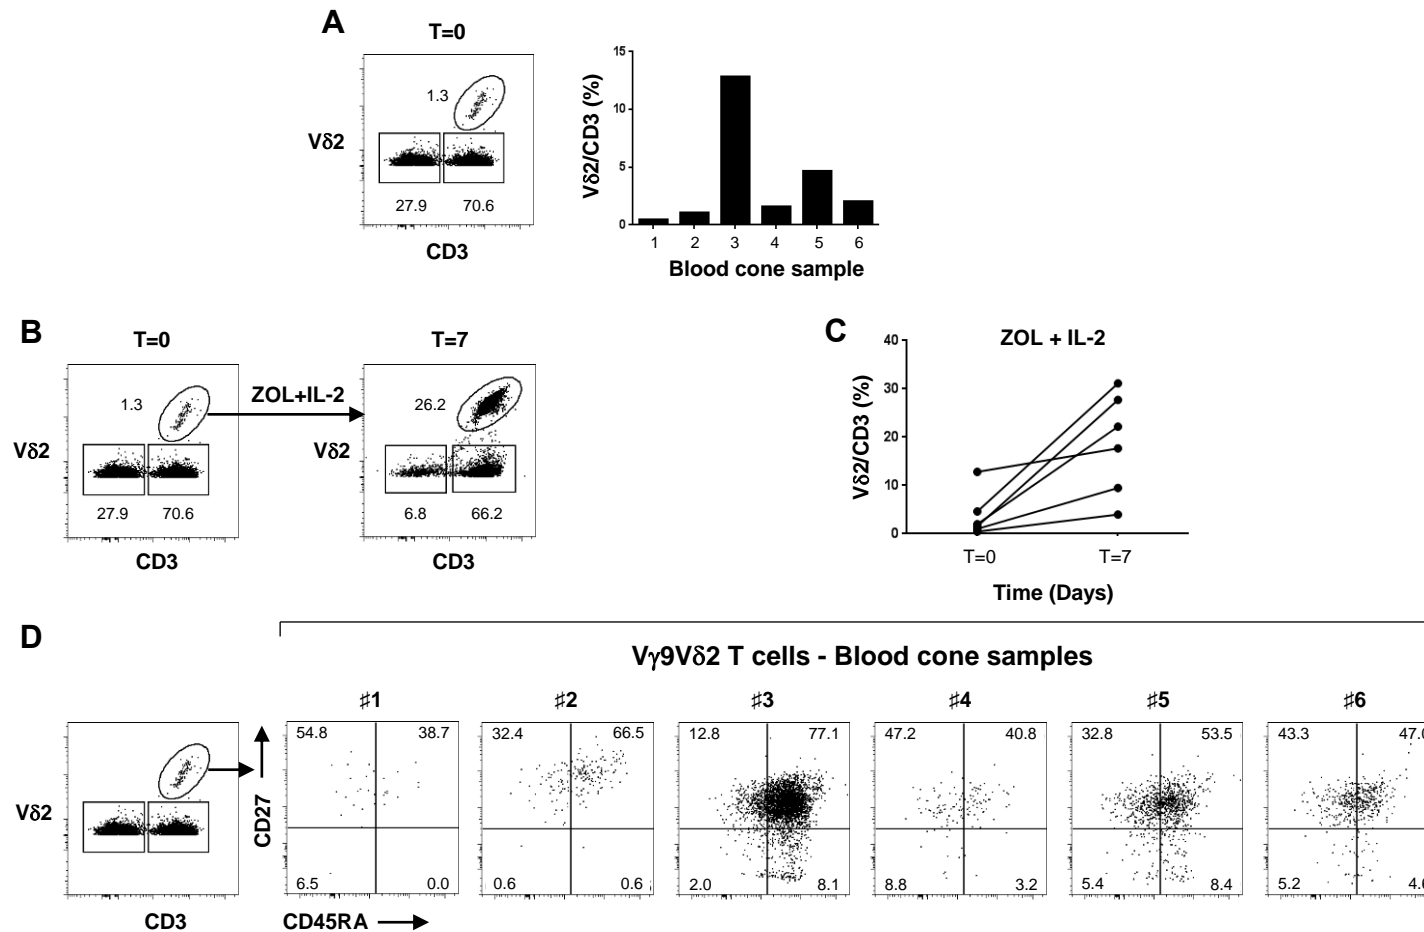 A
T=0
1.3
Vδ2
27.9 70.6
CD3
15
10
5
0
Vδ2/CD3 (%)
1 2 3 4 5 6
Blood cone sample
B
T=0
1.3
Vδ2
27.9 70.6
CD3
ZOL+IL-2
T=7
26.2
Vδ2
6.8 66.2
CD3
C
ZOL + IL-2
40
30
20
10
0
Vδ2/CD3 (%)
T=0 T=7
Time (Days)
D
Vγ9Vδ2 T cells - Blood cone samples
Vδ2
CD3
CD27
CD45RA
♯1
54.8 38.7
6.5 0.0
♯2
32.4 66.5
0.6 0.6
♯3
12.8 77.1
2.0 8.1
♯4
47.2 40.8
8.8 3.2
♯5
32.8 53.5
5.4 8.4
♯6
43.3 47.0
5.2 4.0